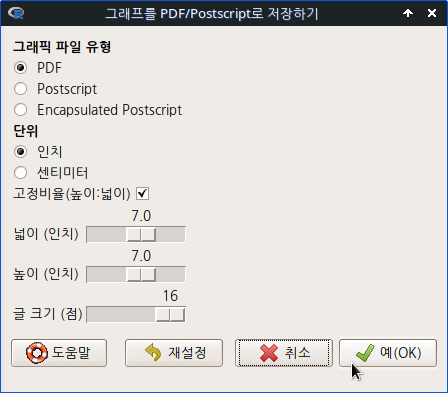 그래프를 PDF/Postscript로 저장하기
그래픽 파일 유형
PDF
Postscript
Encapsulated Postscript
단위
인치
센티미터
고정비율(높이:넓이)
7.0
넓이 (인치)
7.0
높이 (인치)
16
글 크기 (점)
도움말 재설정 취소 예(OK)